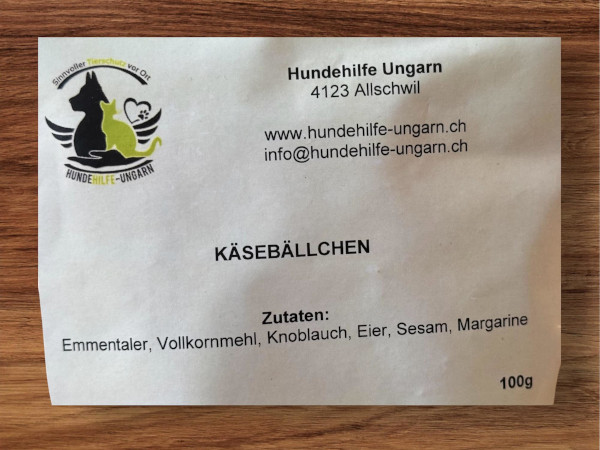 Sinnvoller Tierschutz vor Ort
HUNDEHILFE-UNGARN
Hundehilfe Ungarn
4123 Allschwil
www.hundehilfe-ungarn.ch
info@hundehilfe-ungarn.ch
KÄSEBÄLLCHEN
Zutaten:
Emmentaler, Vollkornmehl, Knoblauch, Eier, Sesam, Margarine
100g